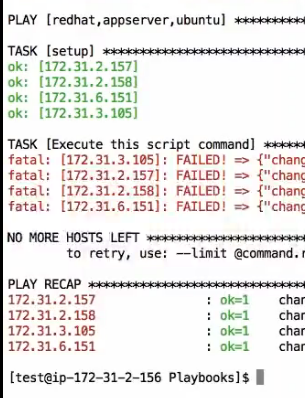 PLAY [redhat,appserver,ubuntu] **********
TASK [setup] ****************************
ok: [172.31.2.157]
ok: [172.31.2.158]
ok: [172.31.6.151]
ok: [172.31.3.105]
TASK [Execute this script command] ******
fatal: [172.31.3.105]: FAILED! => {"chang
fatal: [172.31.2.157]: FAILED! => {"chang
fatal: [172.31.2.158]: FAILED! => {"chang
fatal: [172.31.6.151]: FAILED! => {"chang
NO MORE HOSTS LEFT **********************
to retry, use: --limit @command.r
PLAY RECAP ******************************
172.31.2.157 : ok=1 chan
172.31.2.158 : ok=1 chan
172.31.3.105 : ok=1 chan
172.31.6.151 : ok=1 chan
[test@ip-172-31-2-156 Playbooks]$